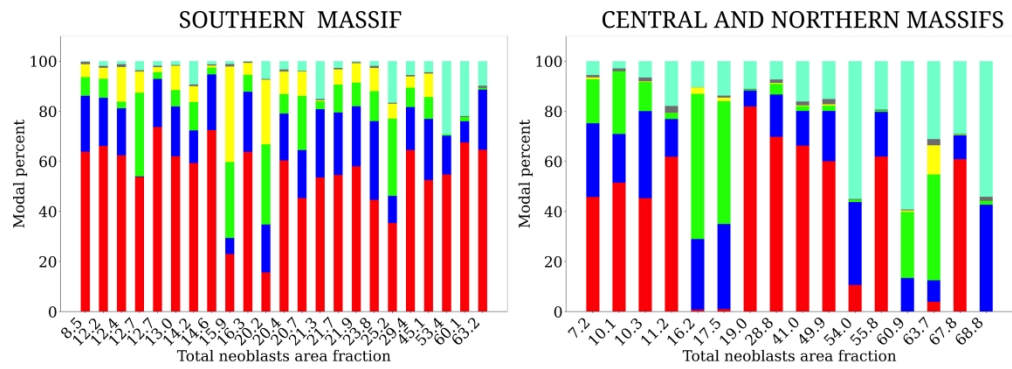 SOUTHERN MASSIF
CENTRAL AND NORTHERN MASSIFS
Modal percent
100
80
60
40
20
0
8.5 12.2 12.4 12.7 12.7 13.0 14.2 14.6 15.9 20.2 20.4 20.7 21.3 21.7 21.9 23.8 25.2 45.1 53.4 60.1 63.2
Total neoblasts area fraction
Modal percent
100
80
60
40
20
0
7.2 10.1 10.3 11.2 16.2 17.5 19.0 28.8 41.0 49.9 54.0 55.8 60.9 63.7 67.8 68.8
Total neoblasts area fraction